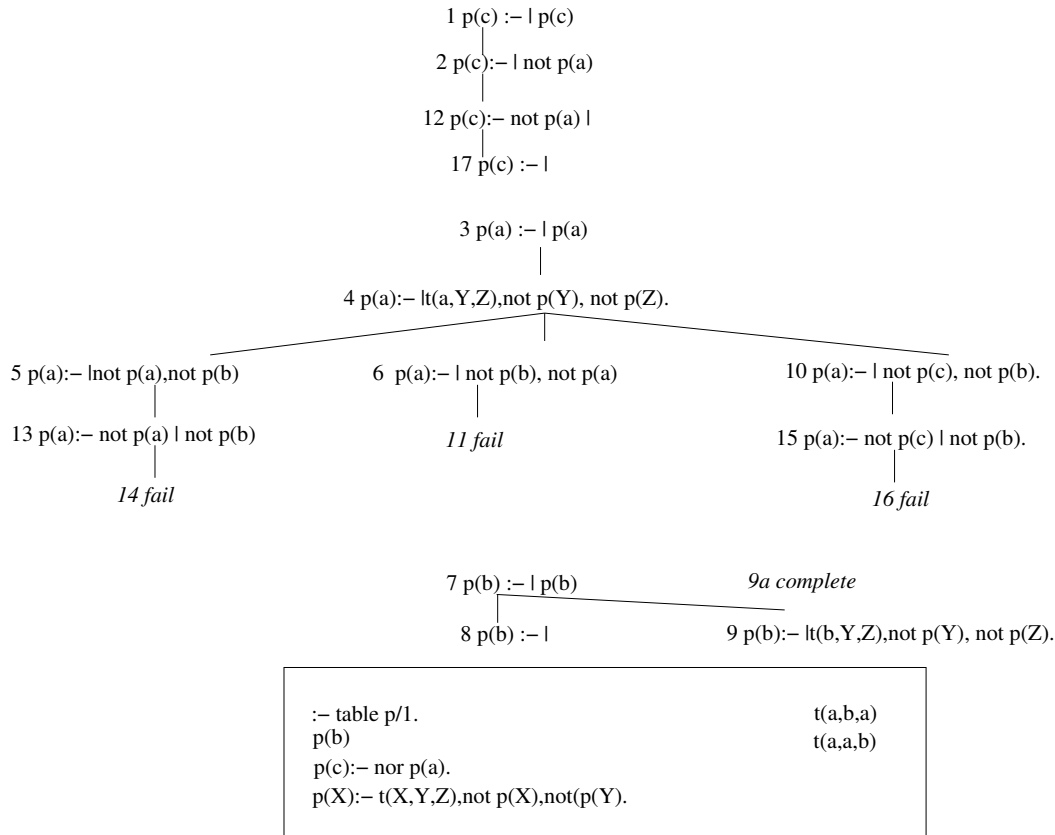 1 p(c) :– | p(c)
2 p(c):– | not p(a)
12 p(c):– not p(a) |
17 p(c) :– |
3 p(a) :– | p(a)
4 p(a):– |t(a,Y,Z),not p(Y), not p(Z).
5 p(a):– |not p(a),not p(b)
6 p(a):– | not p(b), not p(a)
10 p(a):– | not p(c), not p(b).
13 p(a):– not p(a) | not p(b)
11 fail
15 p(a):– not p(c) | not p(b).
14 fail
16 fail
7 p(b) :– | p(b)
9a complete
8 p(b) :– |
9 p(b):– |t(b,Y,Z),not p(Y), not p(Z).
:– table p/1.
t(a,b,a)
p(b)
t(a,a,b)
p(c):– nor p(a).
p(X):– t(X,Y,Z),not p(X),not(p(Y).